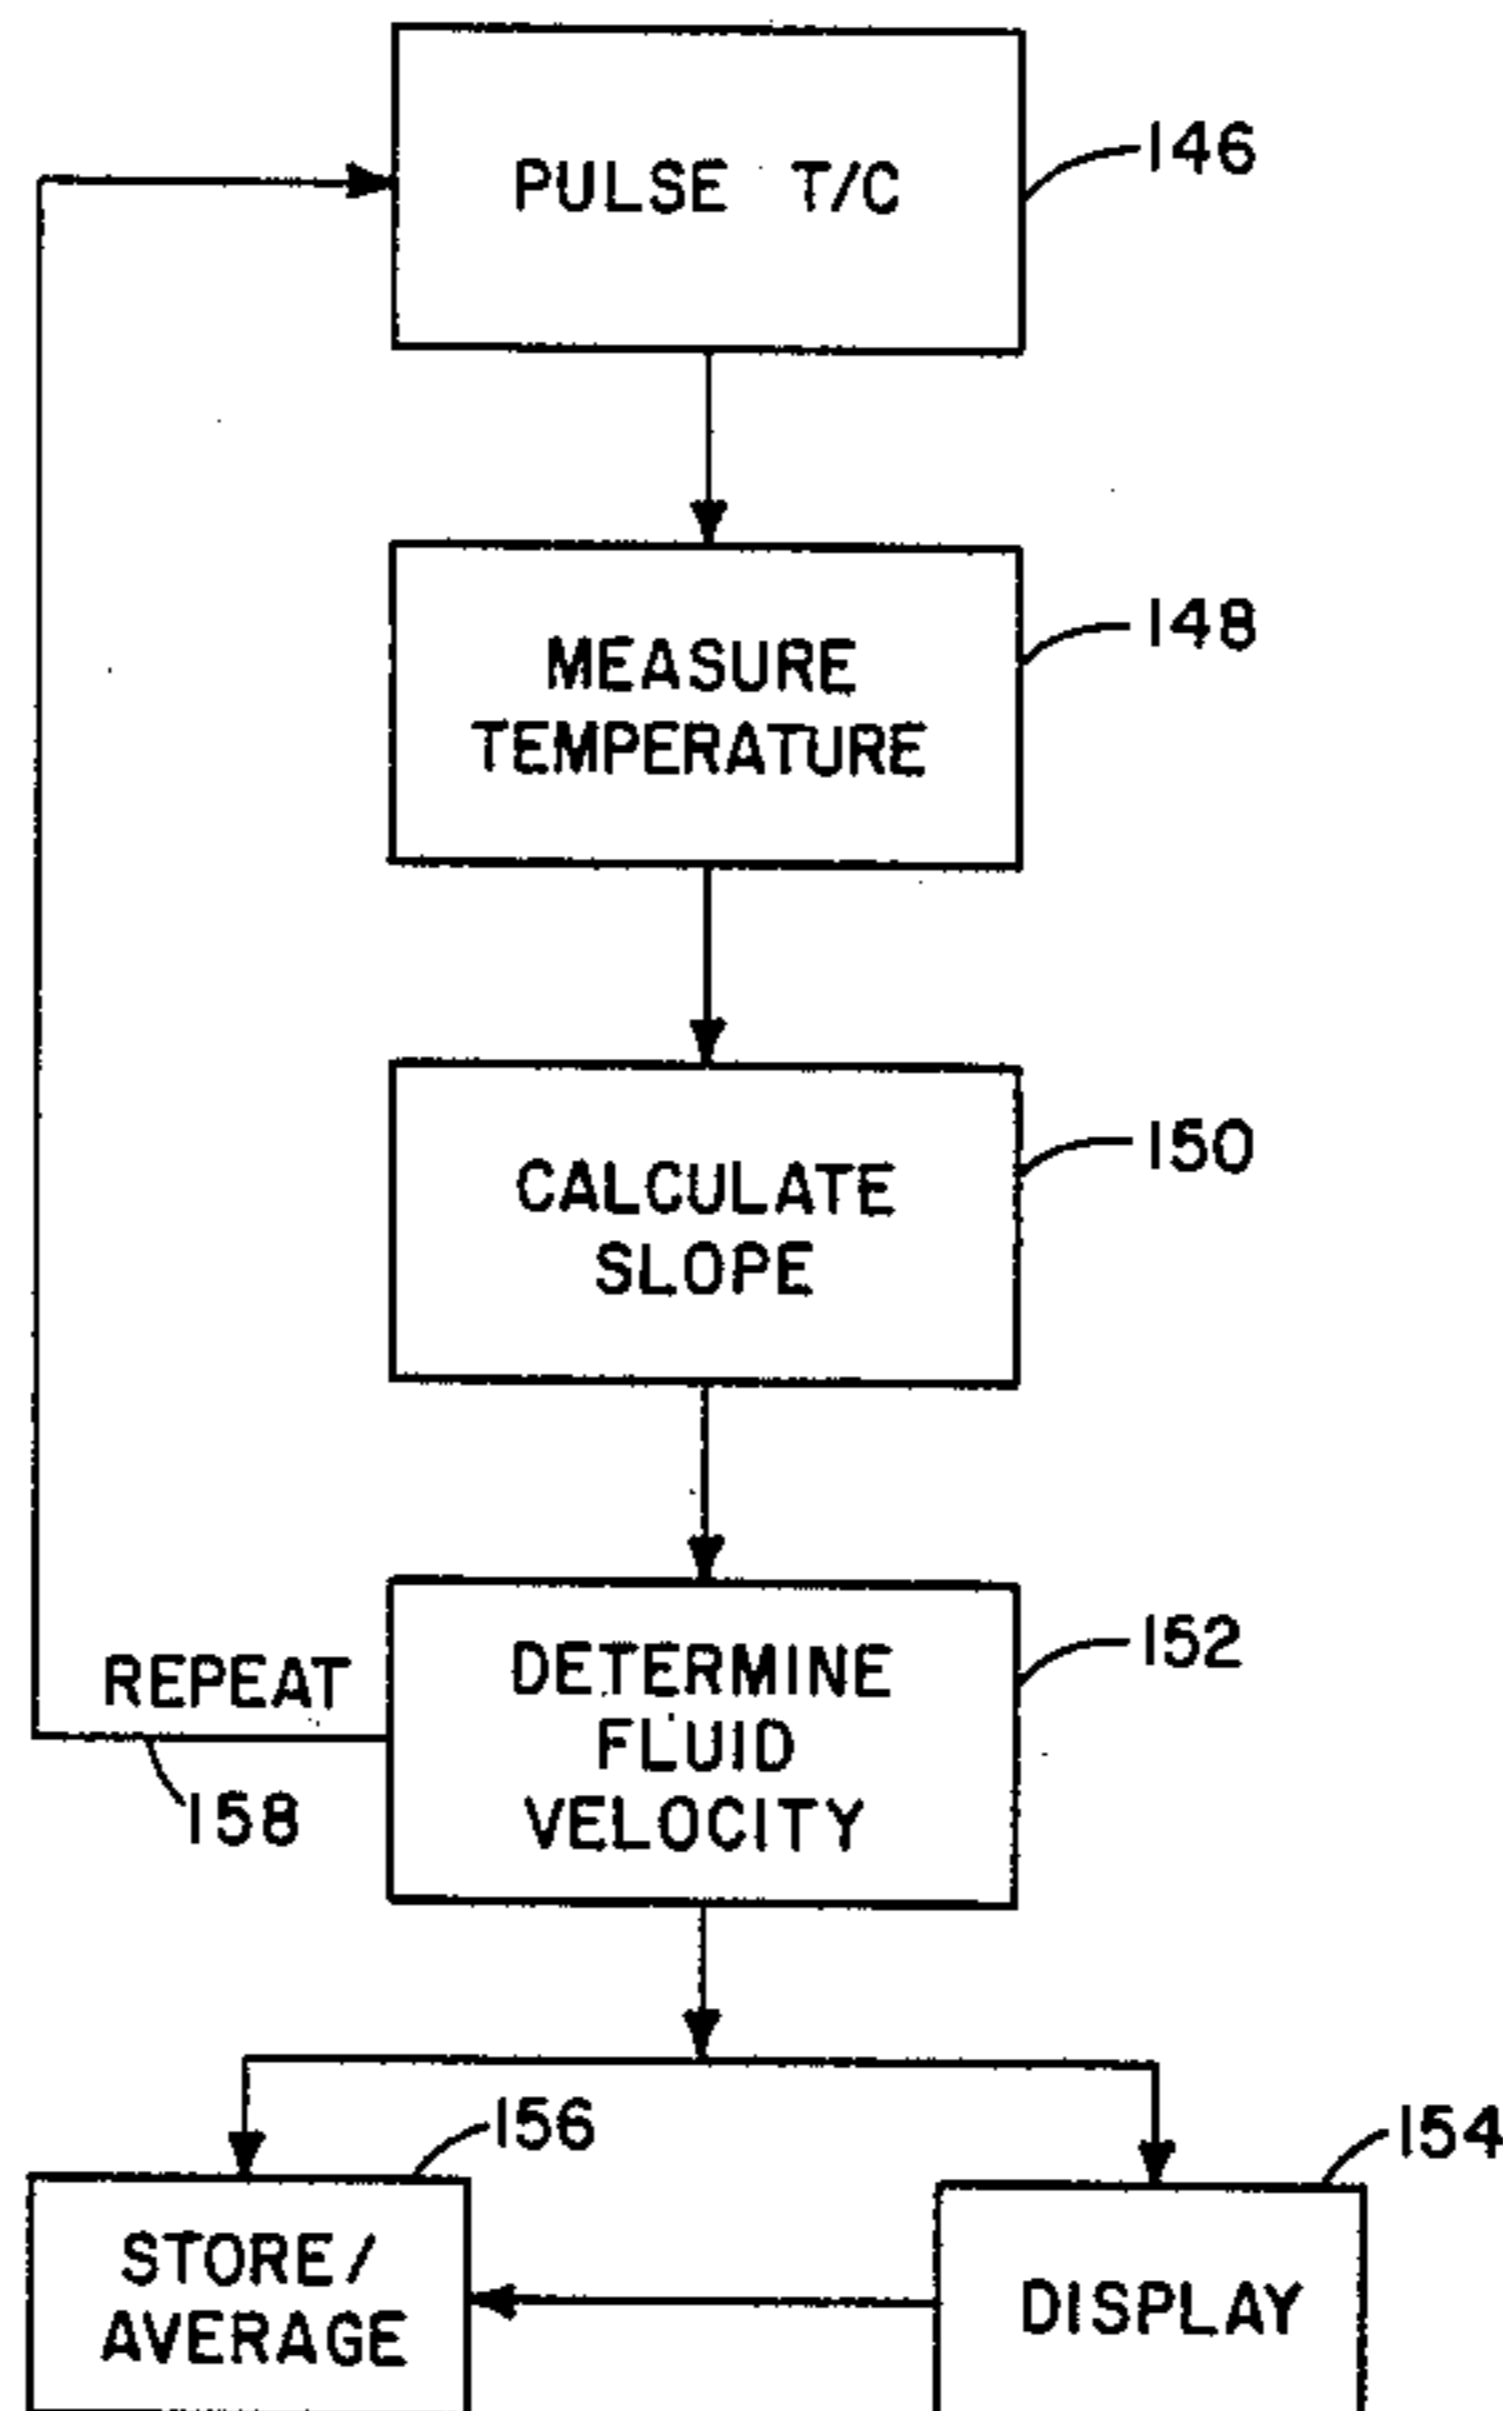 PULSE T/C
146
MEASURE
TEMPERATURE
148
CALCULATE
SLOPE
150
DETERMINE
FLUID
VELOCITY
152
REPEAT
158
156
154
STORE/
AVERAGE
DISPLAY